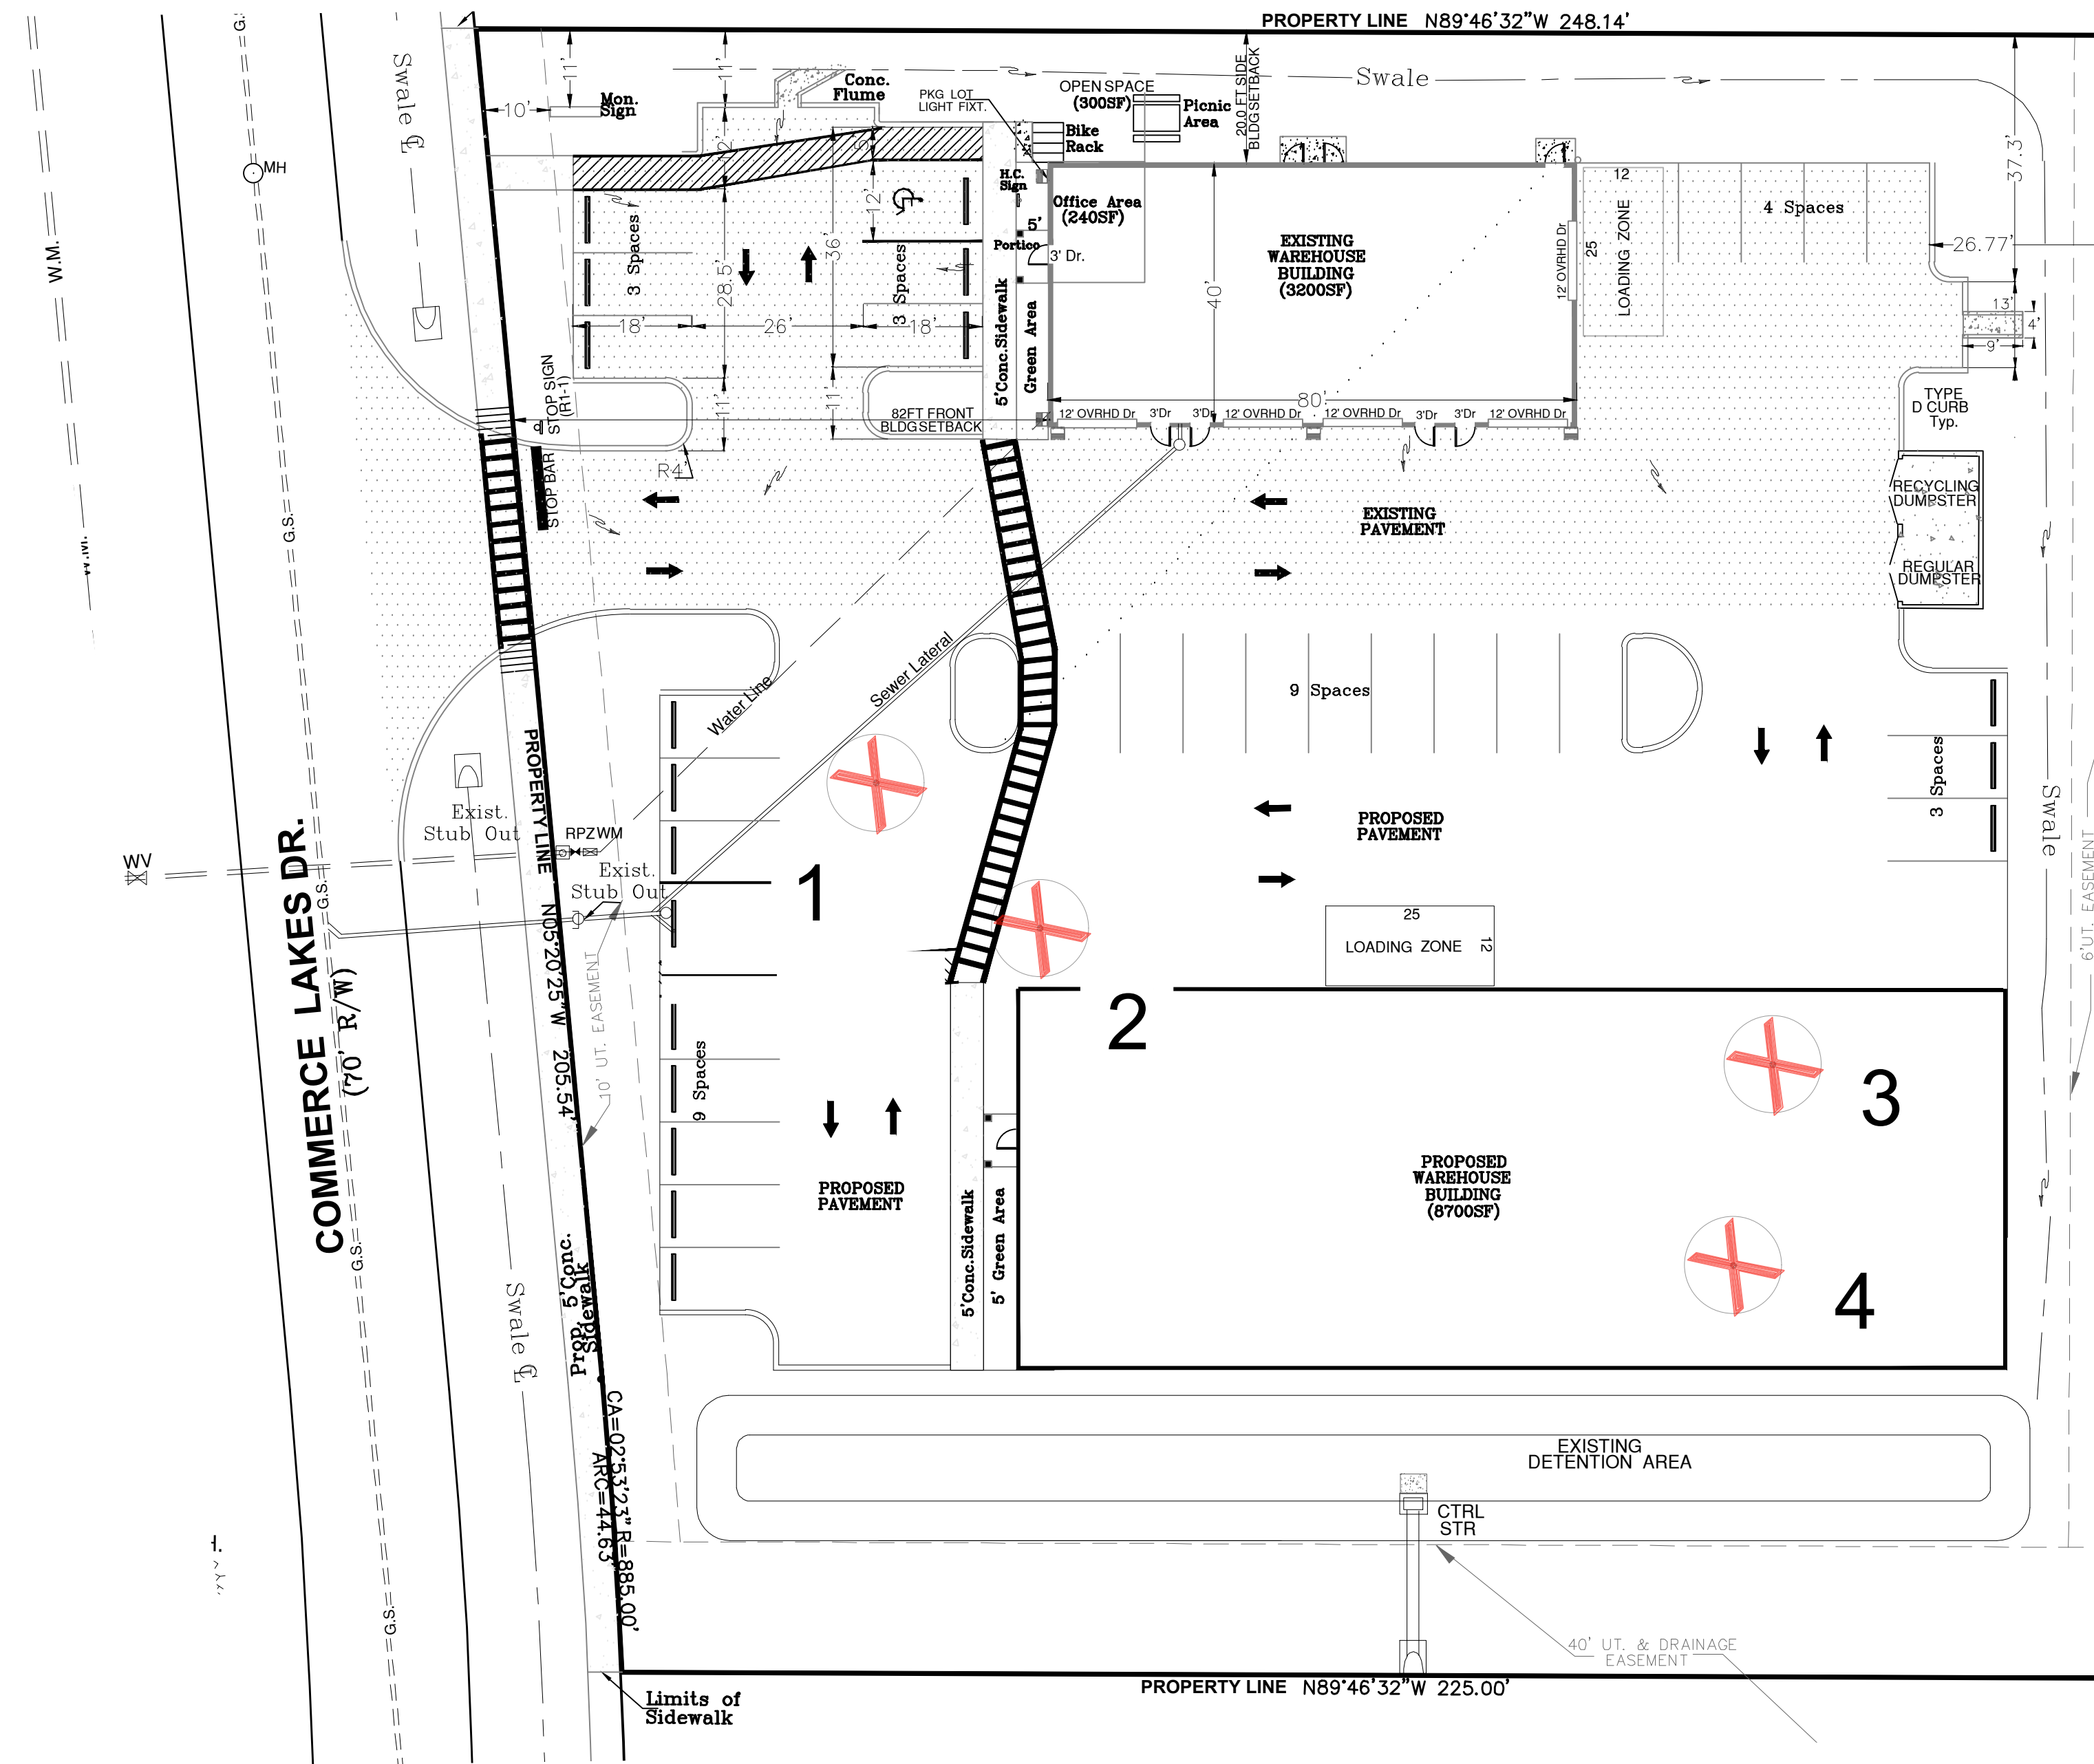 PROPERTY LINE N89°46'32"W 248.14'
G.S.
Swale ℄
11'
11'
10'
Mon.
Sign
Conc.
Flume
PKG LOT
LIGHT FIXT.
OPEN SPACE
(300SF)
Picnic
Area
Bike
Rack
20.0 FT SIDE
BLDG SETBACK
Swale
37.3'
MH
W.M.
12'
5'
12'
36'
28.5'
3 Spaces
3 Spaces
18'
26'
18'
11'
11'
H.C.
Sign
5'
Portico
Office Area
(240SF)
3' Dr.
40'
EXISTING
WAREHOUSE
BUILDING
(3200SF)
12' OVRHD Dr
12
25
LOADING ZONE
4 Spaces
26.77'
13'
4'
9'
5'Conc.Sidewalk
Green Area
80'
82FT FRONT
BLDG SETBACK
12' OVRHD Dr
3'Dr
3'Dr
12' OVRHD Dr
12' OVRHD Dr
3'Dr
3'Dr
12' OVRHD Dr
TYPE
D CURB
Typ.
STOP SIGN
(R1-1)
STOP BAR
R4'
G.S.
W.M.
EXISTING
PAVEMENT
RECYCLING
DUMPSTER
REGULAR
DUMPSTER
Water Line
Sewer Lateral
9 Spaces
3 Spaces
Swale
6'UT. EASEMENT
PROPERTY LINE N05°20'25"W 205.54'
Exist.
Stub Out
RPZ WM
Exist.
Stub Out
WV
G.S.
COMMERCE LAKES DR.
(70' R/W)
10' UT. EASEMENT
1
PROPOSED
PAVEMENT
25
LOADING ZONE
12
2
3
4
9 Spaces
PROPOSED
PAVEMENT
5'Conc.Sidewalk
5' Green Area
PROPOSED
WAREHOUSE
BUILDING
(8700SF)
G.S.
Swale ℄
Prop. 5'Conc.
Sidewalk
CA=02°53'23" R=885.00'
ARC=44.63'
EXISTING
DETENTION AREA
CTRL
STR
G.S.
40' UT. & DRAINAGE
EASEMENT
PROPERTY LINE N89°46'32"W 225.00'
Limits of
Sidewalk